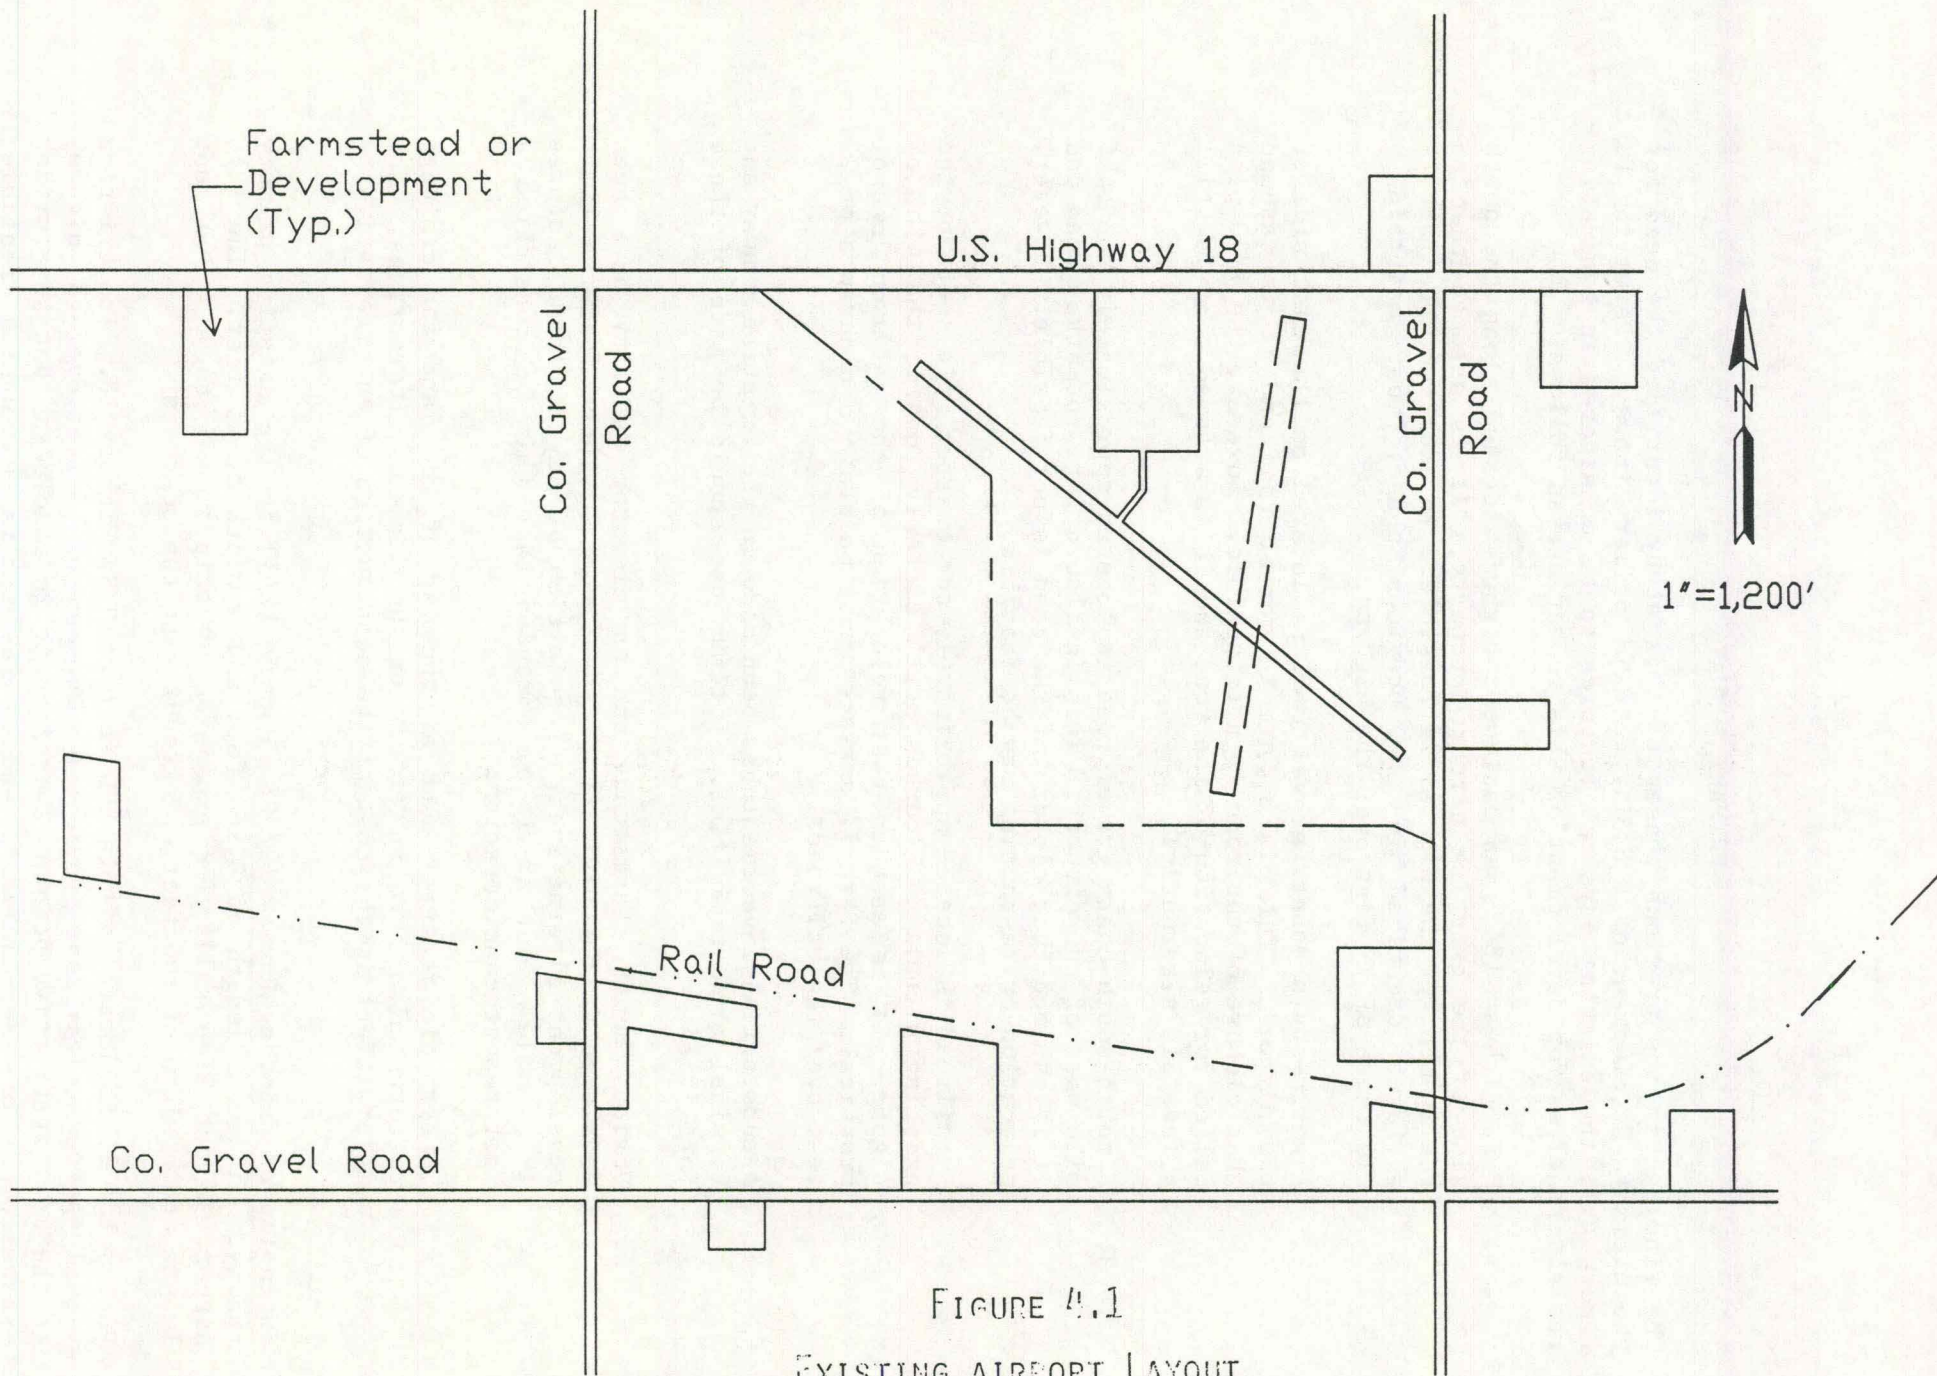 Farmstead or
Development
(Typ.)
U.S. Highway 18
Co. Gravel
Road
Co. Gravel
Road
N
1"=1,200'
Rail Road
Co. Gravel Road
FIGURE 4.1
EXISTING AIRPORT LAYOUT